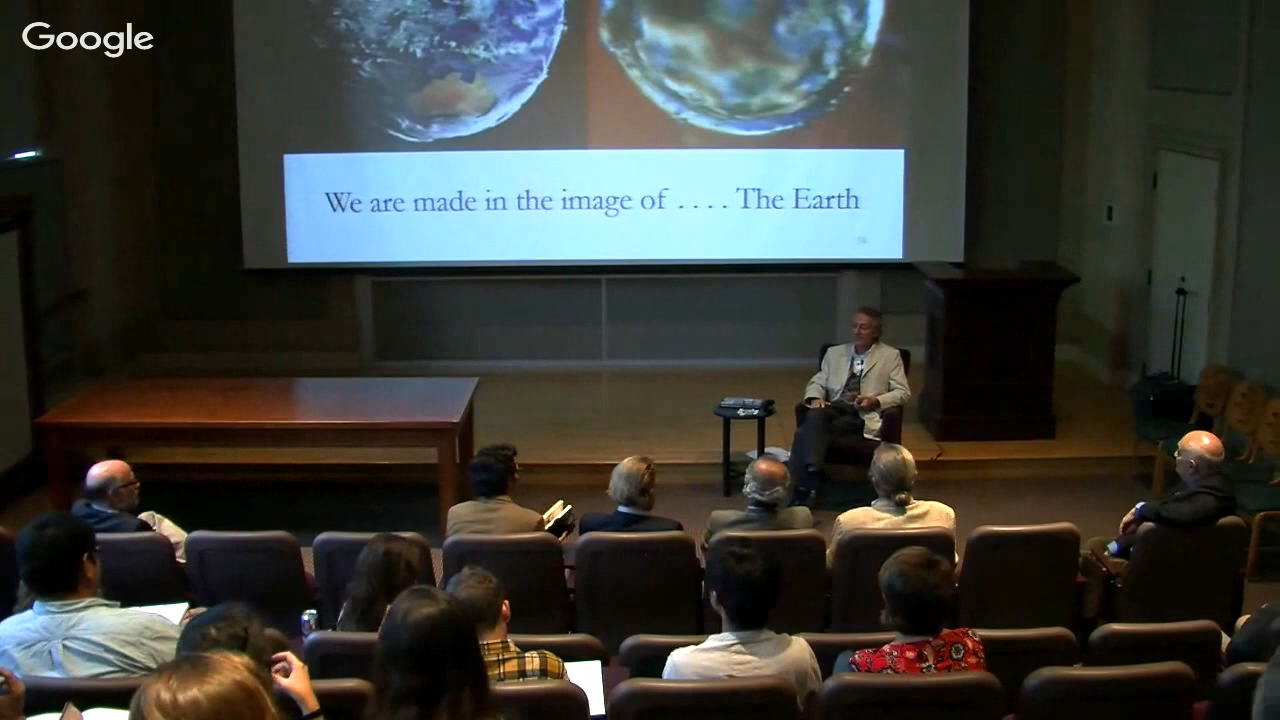 Google
We are made in the image of . . . . The Earth